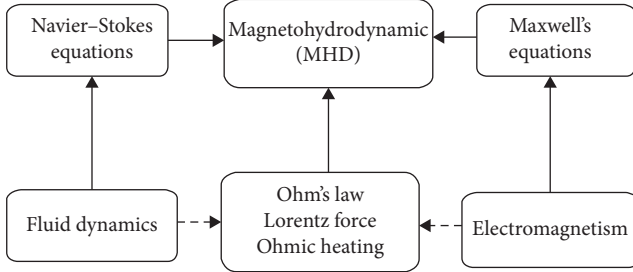 Navier–Stokes
equations
Magnetohydrodynamic
(MHD)
Maxwell's
equations
Fluid dynamics
Ohm's law
Lorentz force
Ohmic heating
Electromagnetism